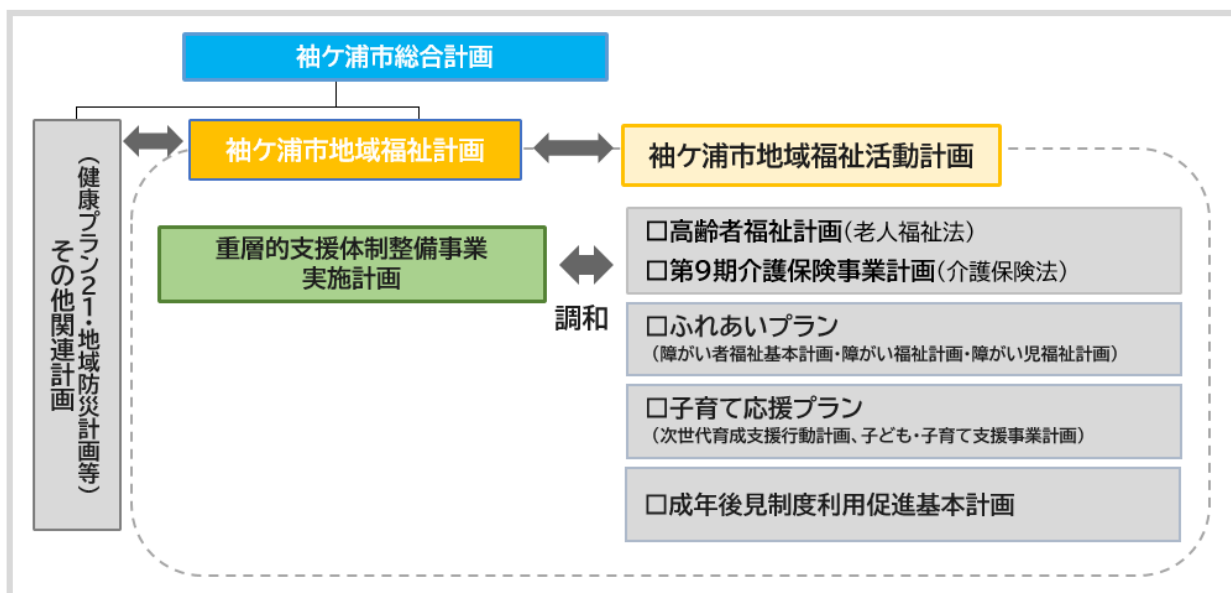 袖ケ浦市総合計画
袖ケ浦市地域福祉計画
袖ケ浦市地域福祉活動計画
その他関連計画
（健康プラン２１・地域防災計画等）
重層的支援体制整備事業
実施計画
調和
□高齢者福祉計画(老人福祉法)
□第9期介護保険事業計画(介護保険法)
□ふれあいプラン
(障がい者福祉基本計画・障がい福祉計画・障がい児福祉計画)
□子育て応援プラン
(次世代育成支援行動計画、子ども・子育て支援事業計画)
□成年後見制度利用促進基本計画